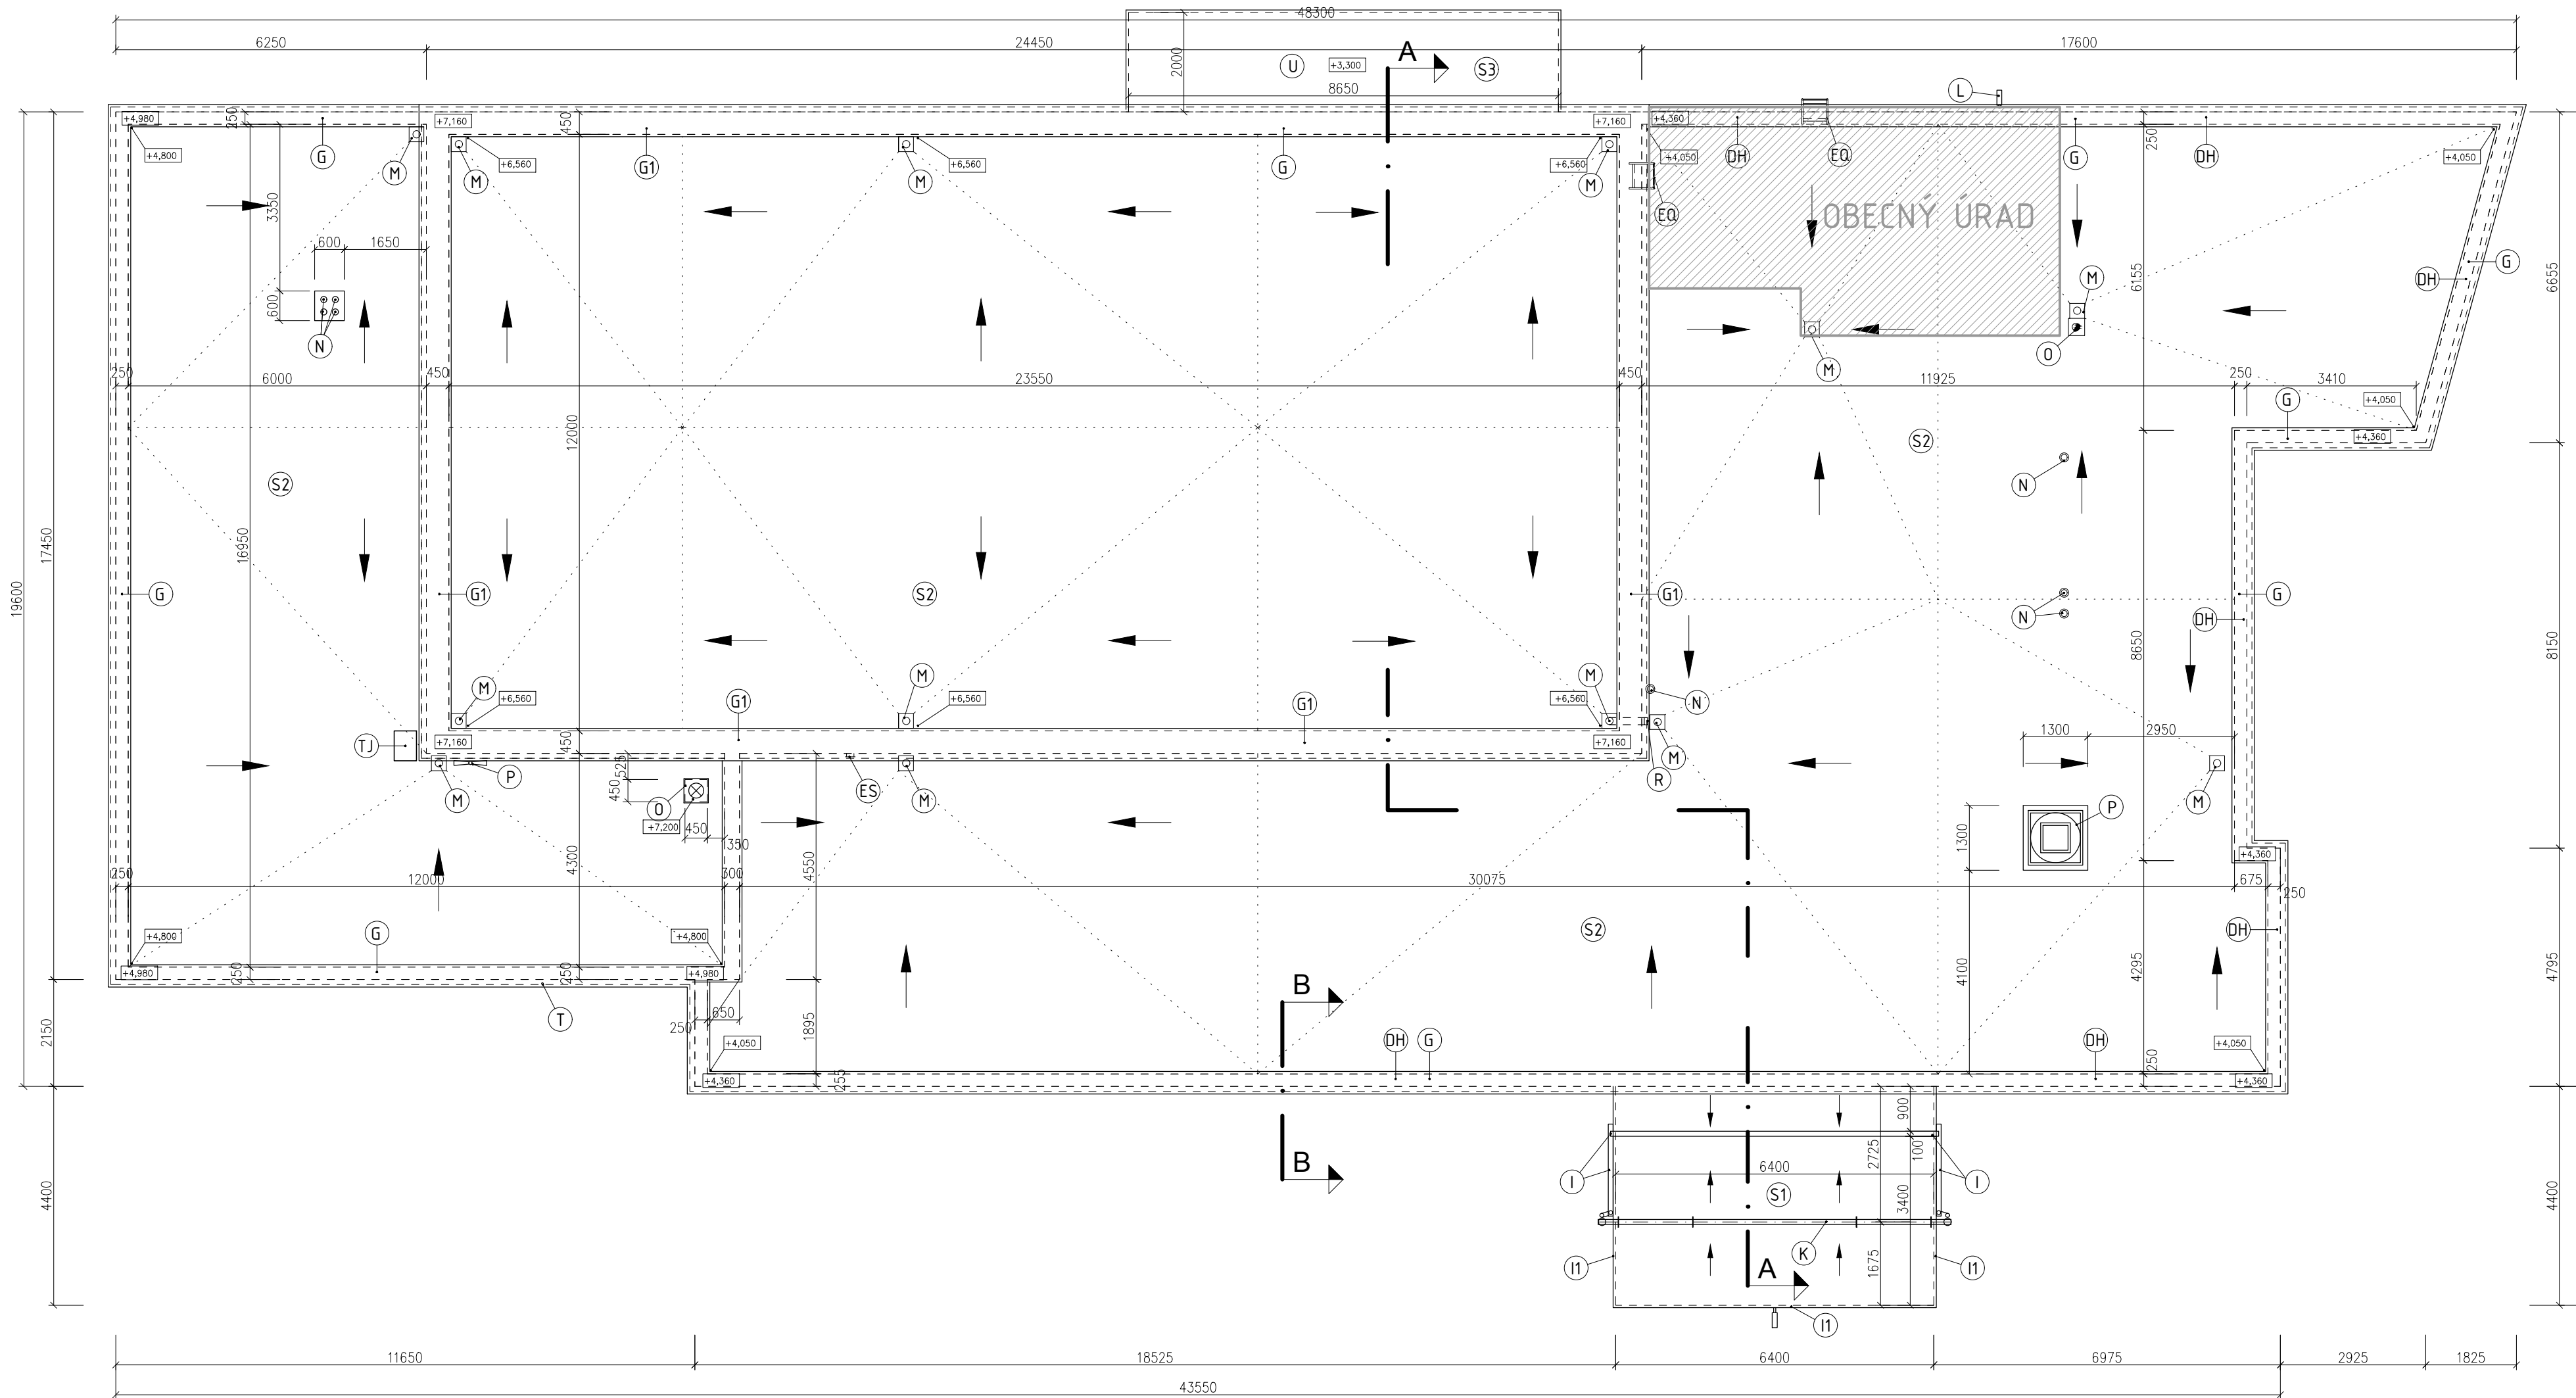 48300
6250
24450
17600
2000
U
+3,300
S3
A
8650
L
+4,980
250
G
+7,160
450
+7,160
+4,360
DH
EQ
G
DH
250
+4,800
M
M
+6,560
G1
M
+6,560
G
+6,560
M
+4,050
+4,050
3350
EQ
OBECNÝ ÚRAD
600
1650
G
DH
6155
6655
600
N
M
O
M
250
6000
450
23550
450
11925
250
3410
G
+4,050
+4,360
12000
S2
S2
N
17450
19600
16950
G
G1
S2
G1
N
N
DH
G
8650
8150
M
+6,560
M
+6,560
M
+6,560
G1
G1
N
TJ
+7,160
450
+7,160
M
R
1300
2950
P
M
525
450
O
+7,200
450
350
ES
M
M
P
1300
4300
4550
+4,360
250
12000
300
30075
675
250
G
+4,800
+4,800
S2
DH
+4,980
250
250
+4,980
4100
4295
4795
T
B
250
650
1895
2150
+4,050
DH
G
DH
+4,050
250
+4,360
255
+4,360
900
100
2725
B
6400
I
S1
I
3400
4400
4400
K
I1
A
1675
I1
I1
11650
18525
6400
6975
2925
1825
43550